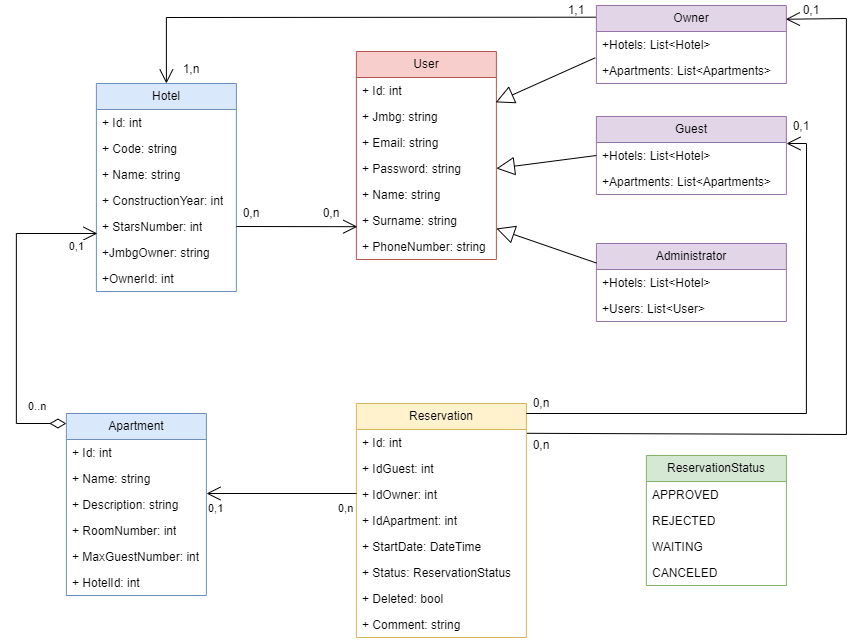 1,1
Owner
0,1
+Hotels: List<Hotel>
+Apartments: List<Apartments>
1,n
User
+ Id: int
+ Jmbg: string
+ Email: string
+ Password: string
+ Name: string
+ Surname: string
+ PhoneNumber: string
Hotel
+ Id: int
+ Code: string
+ Name: string
+ ConstructionYear: int
+ StarsNumber: int
+JmbgOwner: string
+OwnerId: int
0,n
0,n
0,1
Guest
0,1
+Hotels: List<Hotel>
+Apartments: List<Apartments>
Administrator
+Hotels: List<Hotel>
+Users: List<User>
0..n
Apartment
+ Id: int
+ Name: string
+ Description: string
+ RoomNumber: int
+ MaxGuestNumber: int
+ HotelId: int
0,1
0,n
Reservation
+ Id: int
+ IdGuest: int
+ IdOwner: int
+ IdApartment: int
+ StartDate: DateTime
+ Status: ReservationStatus
+ Deleted: bool
+ Comment: string
0,n
0,n
ReservationStatus
APPROVED
REJECTED
WAITING
CANCELED